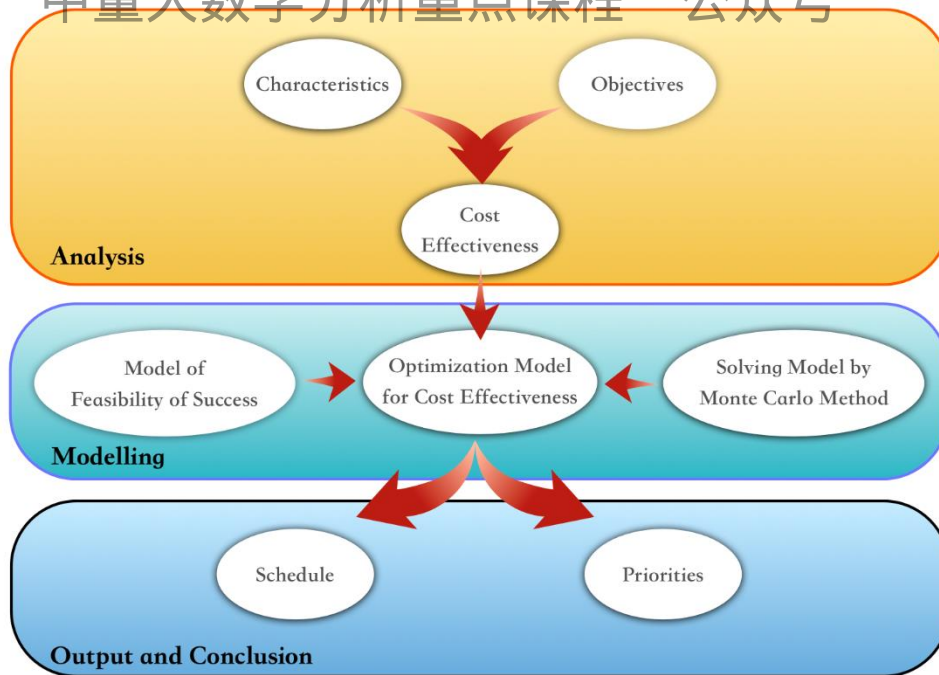 Characteristics
Objectives
Cost
Effectiveness
Analysis
Model of
Feasibility of Success
Optimization Model
for Cost Effectiveness
Solving Model by
Monte Carlo Method
Modelling
Schedule
Priorities
Output and Conclusion